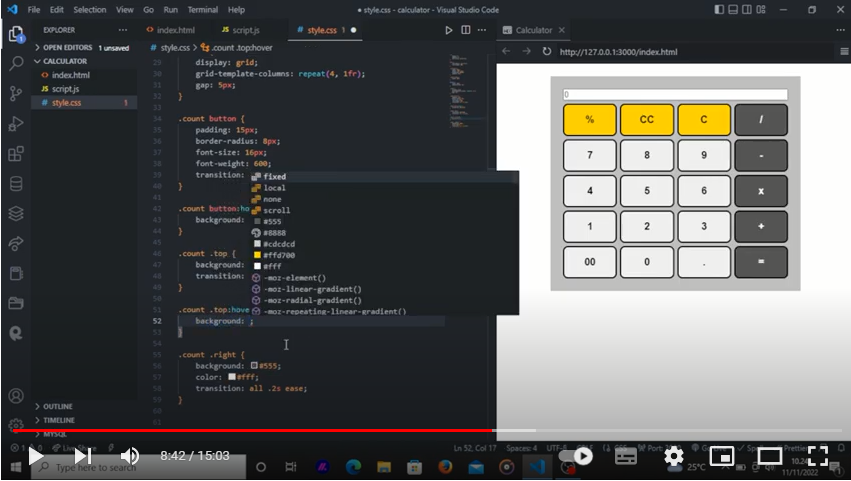 File Edit Selection View Go Run Terminal Help
● style.css - calculator - Visual Studio Code
EXPLORER
OPEN EDITORS 1 unsaved
CALCULATOR
index.html
script.js
style.css 1
OUTLINE
TIMELINE
MYSQL
index.html
script.js
style.css 1 ●
style.css > .count .top:hover
29 display: grid;
30 grid-template-columns: repeat(4, 1fr);
31 gap: 5px;
32 }
33
34 .count button {
35 padding: 15px;
36 border-radius: 8px;
37 font-size: 16px;
38 font-weight: 600;
39 transition:
40 }
41
42 .count button:ho
43 background:
44 }
45
46 .count .top {
47 background:
48 transition:
49 }
50
51 .count .top:hove
52 background: ;
53 }
54
55 .count .right {
56 background: #555;
57 color: #fff;
58 transition: all .2s ease;
59 }
60
61
fixed
local
none
scroll
#555
#8888
#cdcdcd
#ffd700
#fff
-moz-element()
-moz-linear-gradient()
-moz-radial-gradient()
-moz-repeating-linear-gradient()
Calculator
http://127.0.0.1:3000/index.html
0
% CC C /
7 8 9 -
4 5 6 x
1 2 3 +
00 0 . =
Live Share
Ln 52, Col 17 Spaces: 4 UTF-8
8:42 / 15:03
Type here to search
25°C
11/11/2022